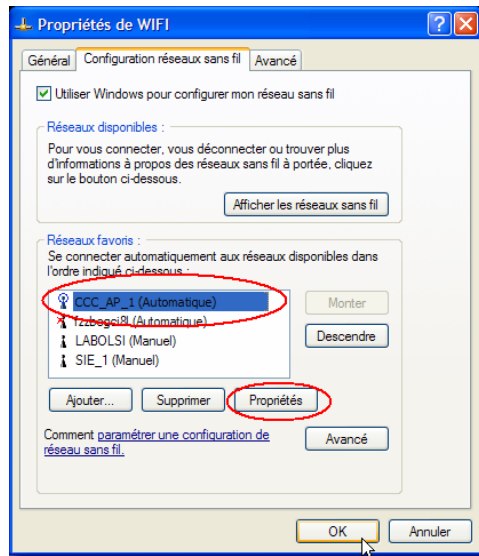 Propriétés de WIFI
Général Configuration réseaux sans fil Avancé
Utiliser Windows pour configurer mon réseau sans fil
Réseaux disponibles :
Pour vous connecter, vous déconnecter ou trouver plus
d'informations à propos des réseaux sans fil à portée, cliquez
sur le bouton ci-dessous.
Afficher les réseaux sans fil
Réseaux favoris :
Se connecter automatiquement aux réseaux disponibles dans
l'ordre indiqué ci-dessous :
CCC_AP_1 (Automatique)
(Automatique)
LABOLSI (Manuel)
SIE_1 (Manuel)
Monter
Descendre
Ajouter... Supprimer Propriétés
Comment paramétrer une configuration de
réseau sans fil.
Avancé
OK Annuler